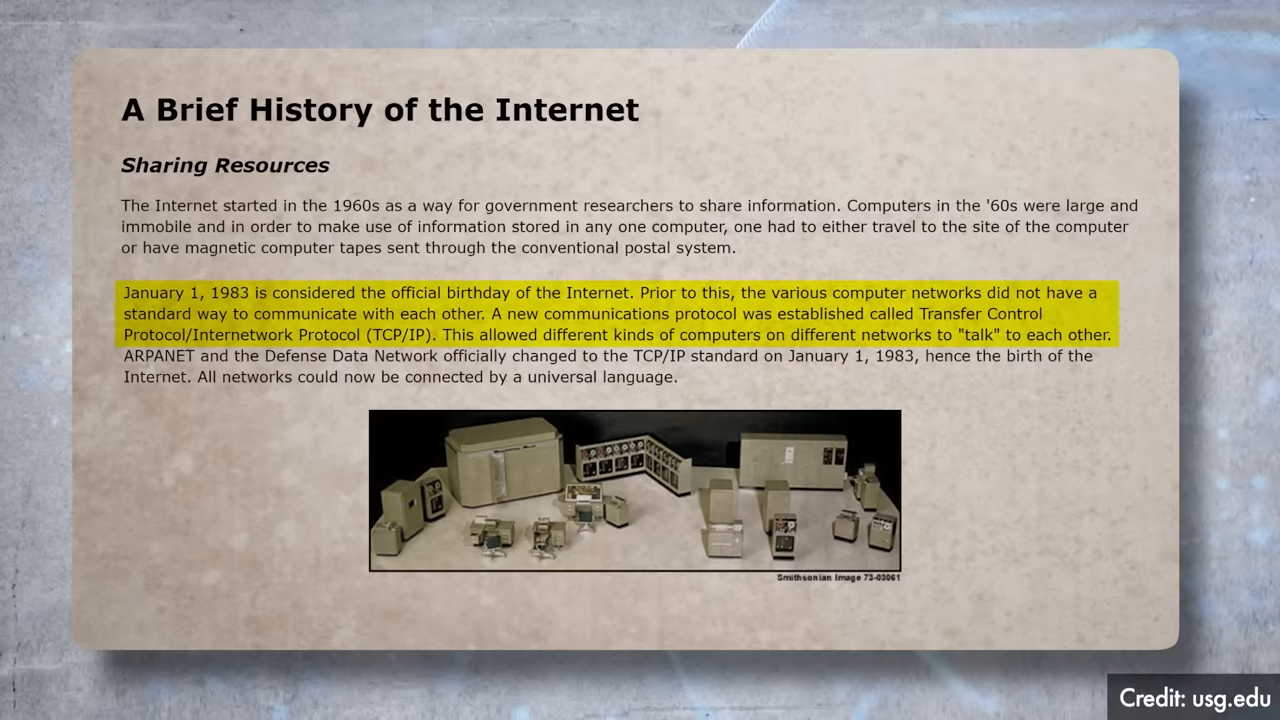 A Brief History of the Internet
Sharing Resources
The Internet started in the 1960s as a way for government researchers to share information. Computers in the '60s were large and
immobile and in order to make use of information stored in any one computer, one had to either travel to the site of the computer
or have magnetic computer tapes sent through the conventional postal system.
January 1, 1983 is considered the official birthday of the Internet. Prior to this, the various computer networks did not have a
standard way to communicate with each other. A new communications protocol was established called Transfer Control
Protocol/Internetwork Protocol (TCP/IP). This allowed different kinds of computers on different networks to "talk" to each other.
ARPANET and the Defense Data Network officially changed to the TCP/IP standard on January 1, 1983, hence the birth of the
Internet. All networks could now be connected by a universal language.
Smithsonian Image 73-03061
Credit: usg.edu